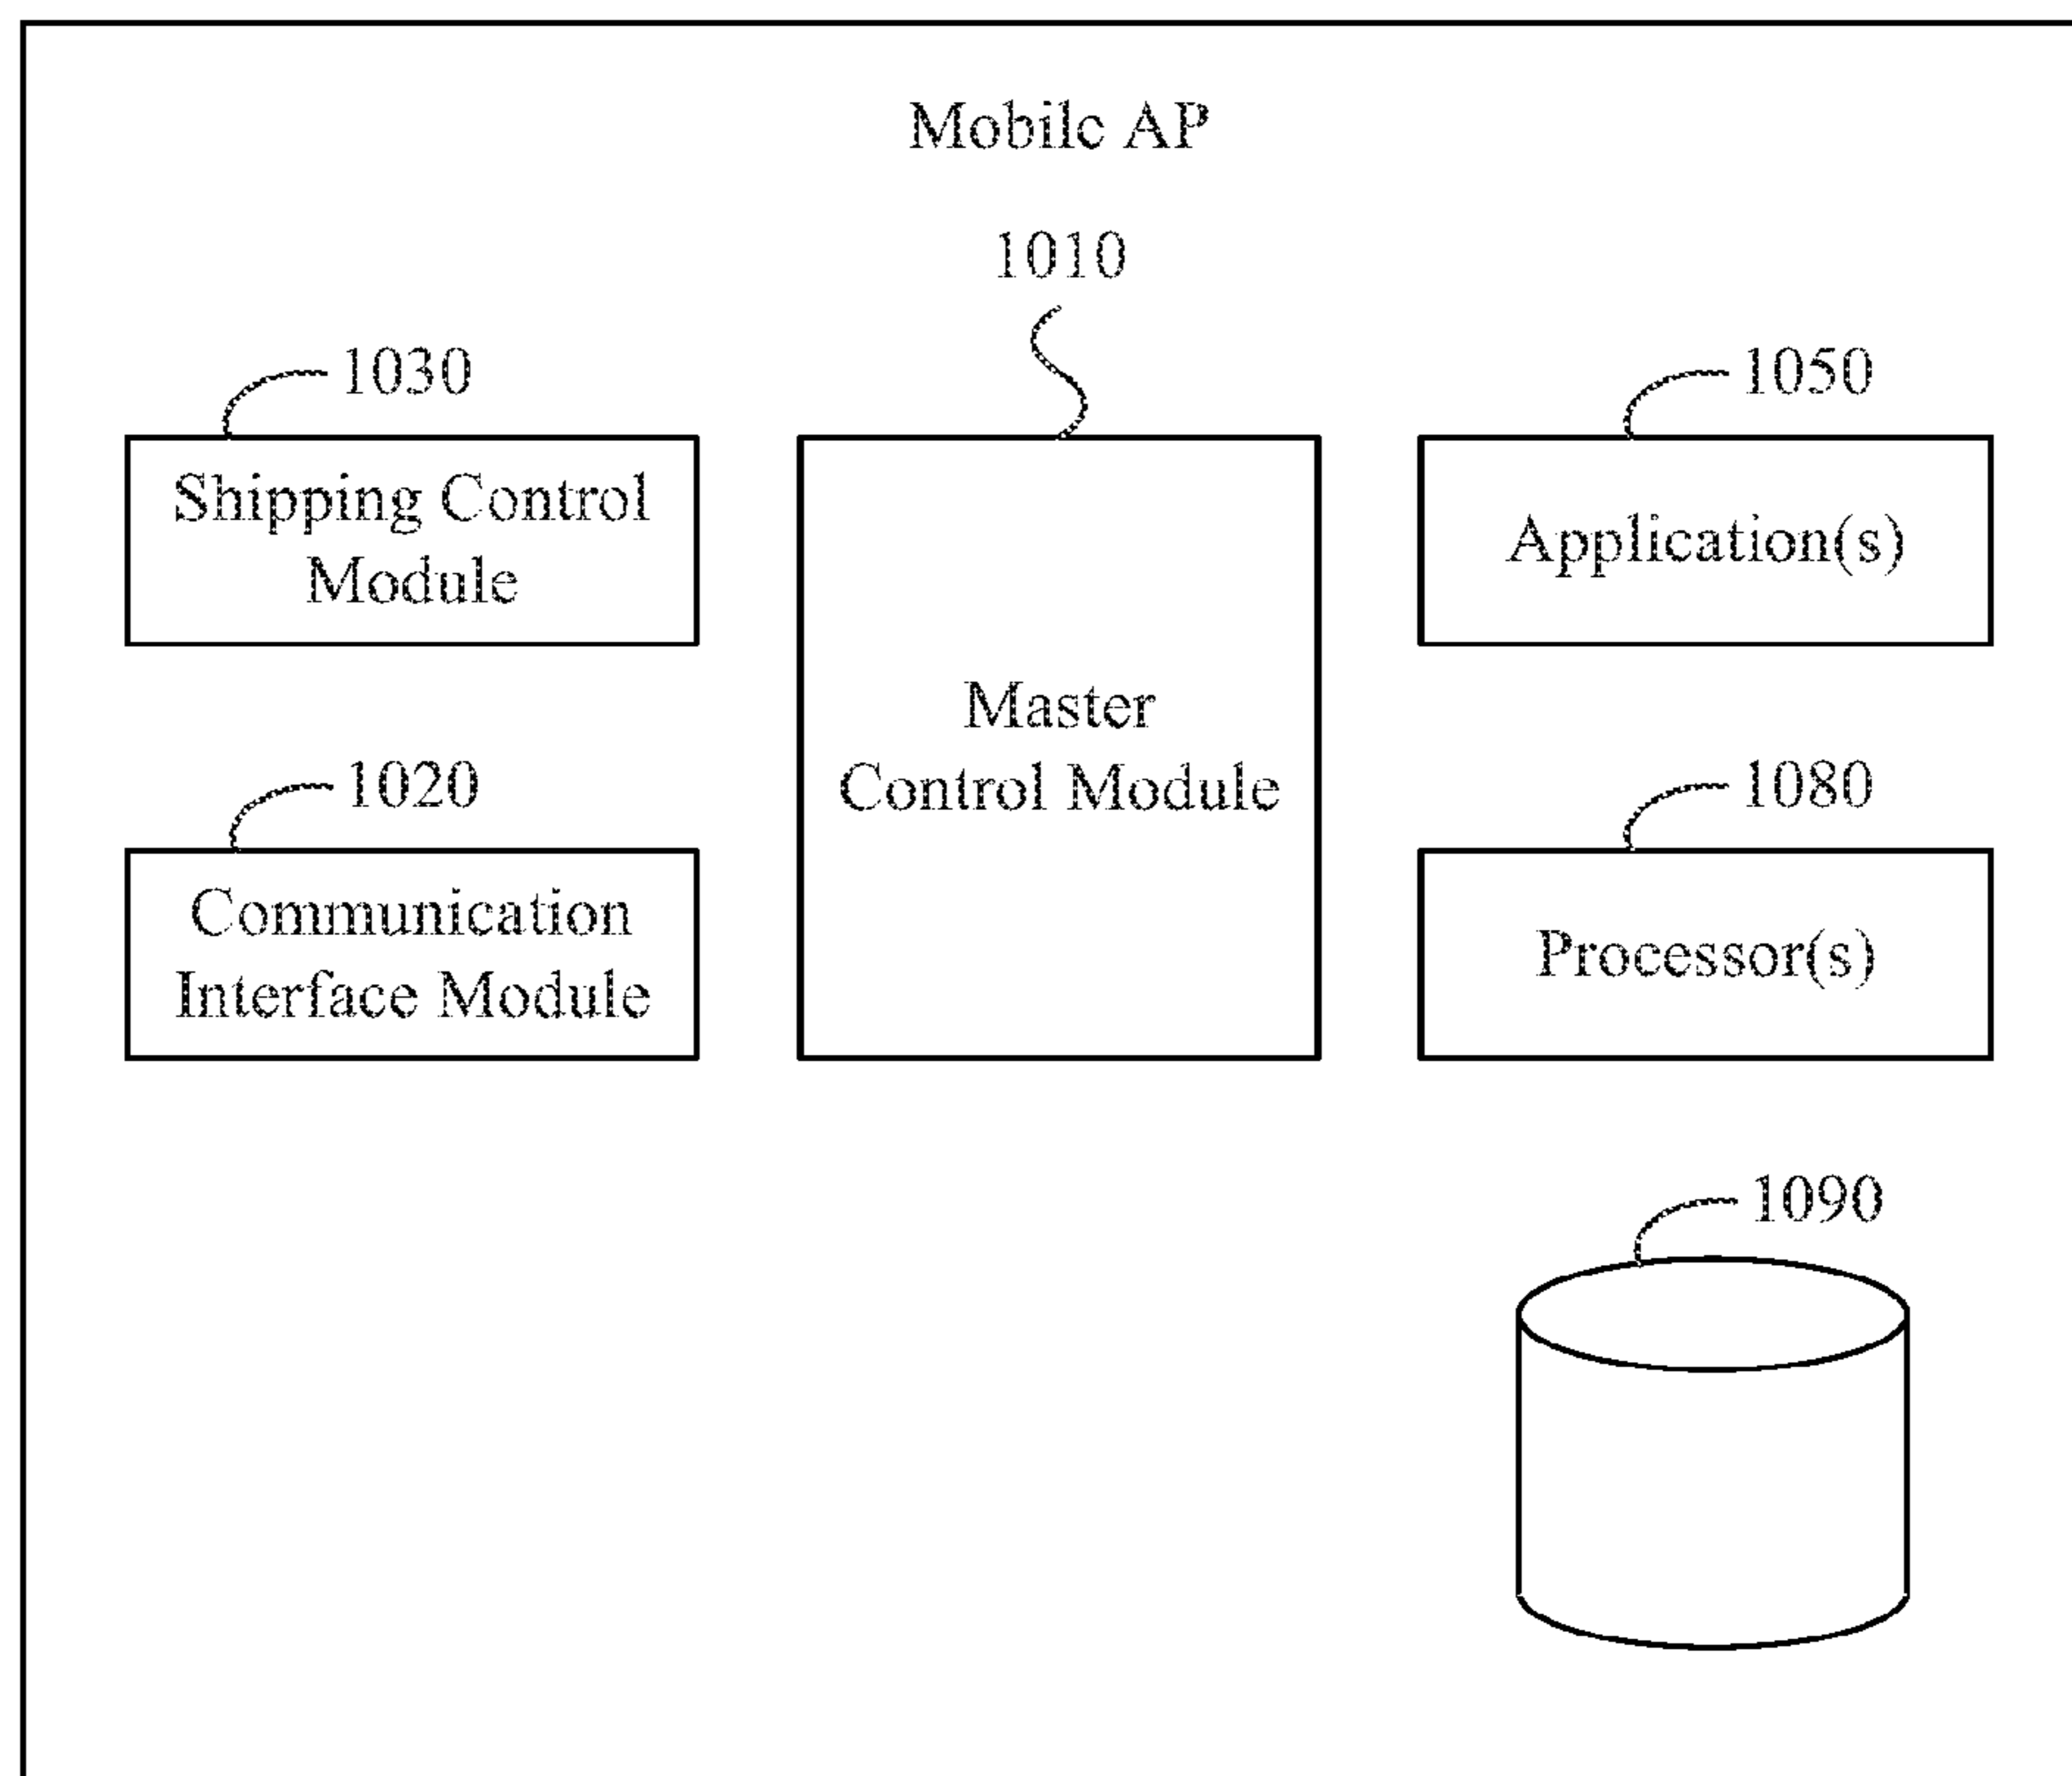 Mobile AP
1010
1030
1050
Shipping Control
Module
Application(s)
Master
Control Module
1020
1080
Communication
Interface Module
Processor(s)
1090